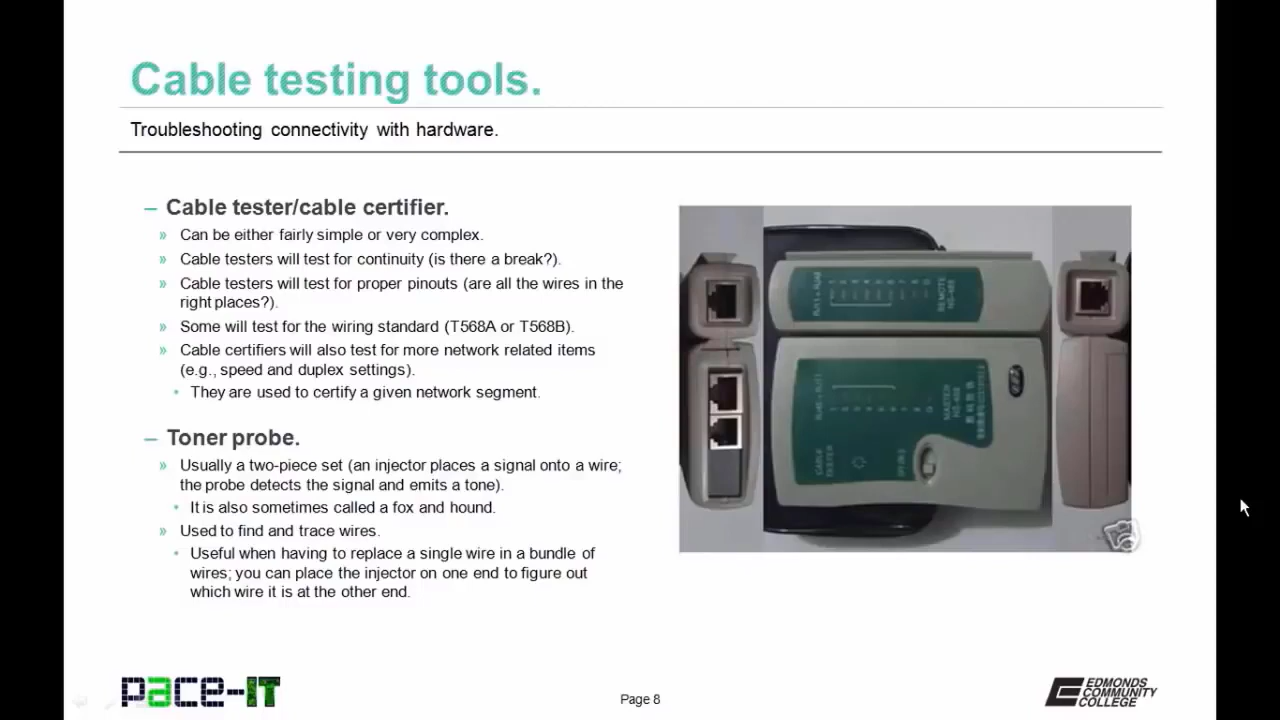 Cable testing tools.
Troubleshooting connectivity with hardware.
– Cable tester/cable certifier.
» Can be either fairly simple or very complex.
» Cable testers will test for continuity (is there a break?).
» Cable testers will test for proper pinouts (are all the wires in the
right places?).
» Some will test for the wiring standard (T568A or T568B).
» Cable certifiers will also test for more network related items
(e.g., speed and duplex settings).
• They are used to certify a given network segment.
– Toner probe.
» Usually a two-piece set (an injector places a signal onto a wire;
the probe detects the signal and emits a tone).
• It is also sometimes called a fox and hound.
» Used to find and trace wires.
• Useful when having to replace a single wire in a bundle of
wires; you can place the injector on one end to figure out
which wire it is at the other end.
REMOTE
MASTER
CABLE
TESTER
pace-IT
Page 8
EDMONDS
COMMUNITY
COLLEGE